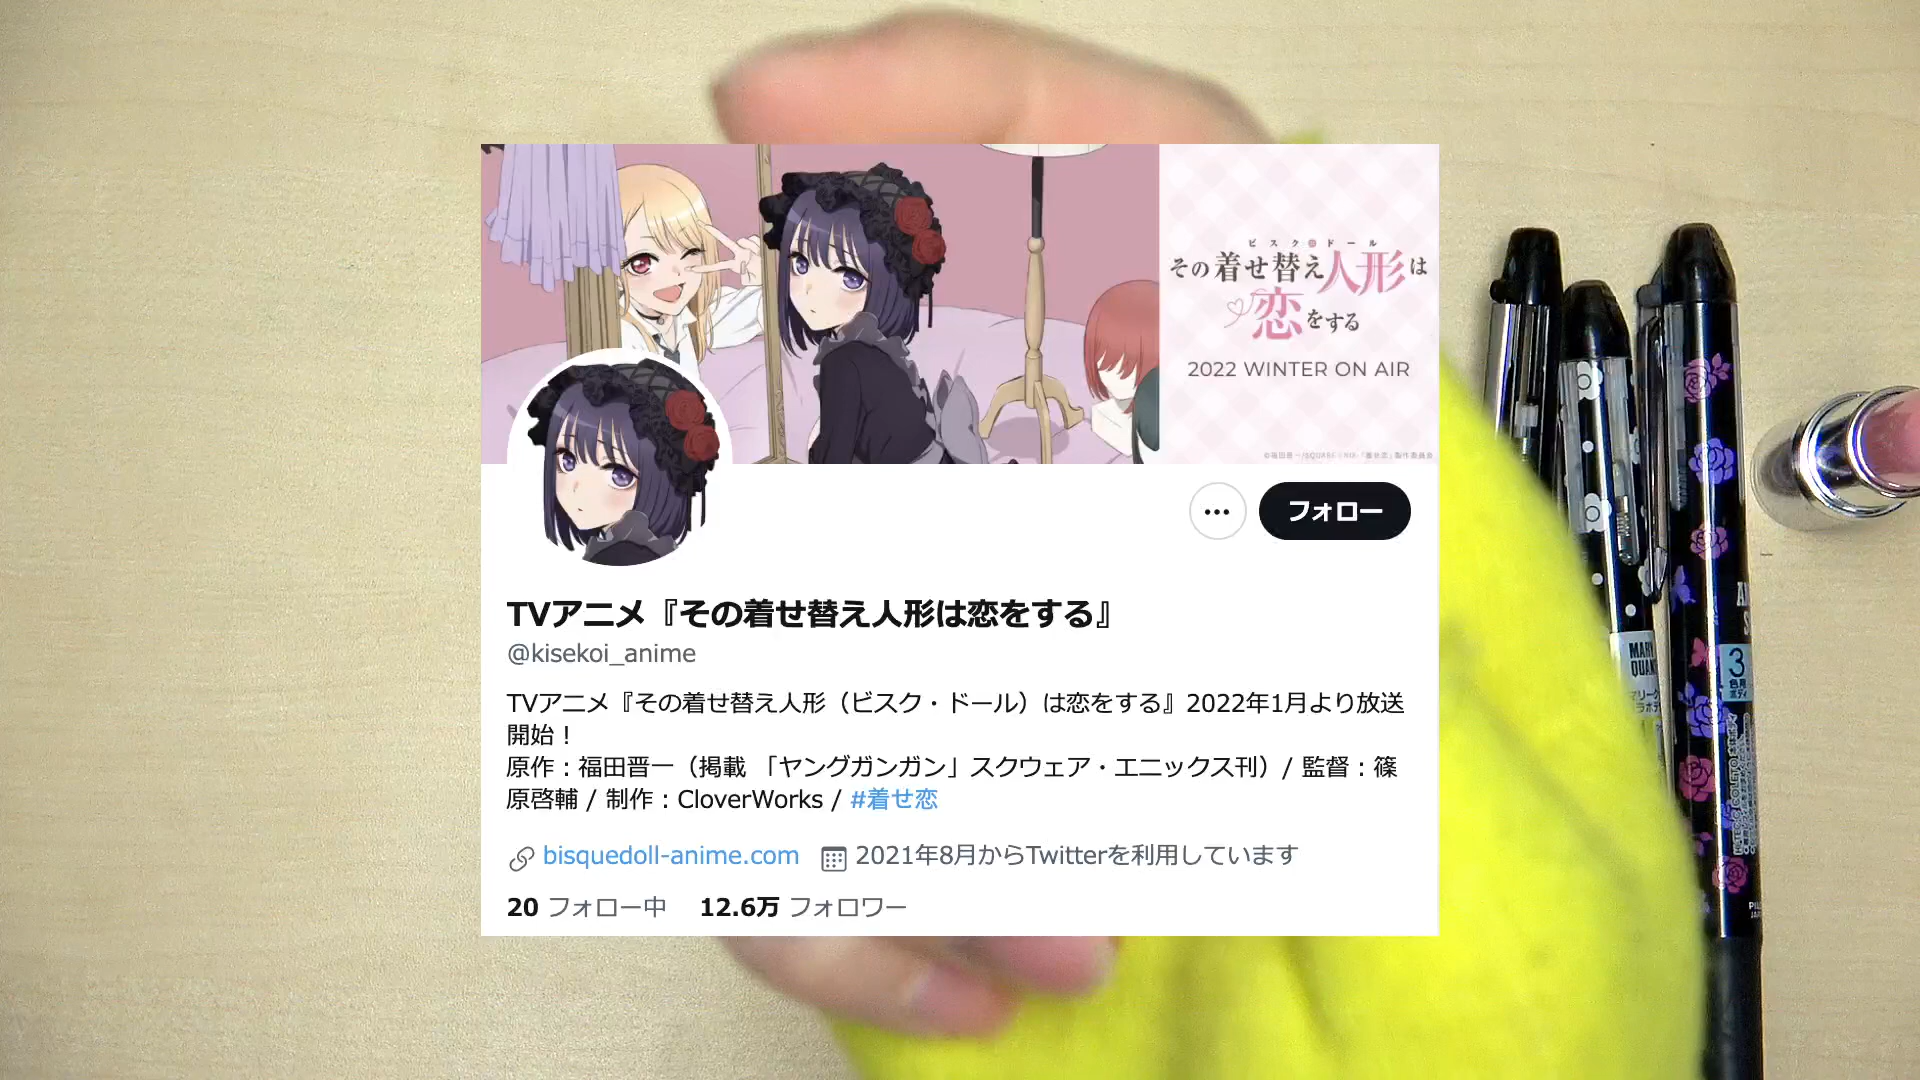 ビスク・ドール
その着せ替え人形は
恋をする
2022 WINTER ON AIR
フォロー
TVアニメ『その着せ替え人形は恋をする』
@kisekoi_anime
TVアニメ『その着せ替え人形（ビスク・ドール）は恋をする』2022年1月より放送
開始！
原作：福田晋一（掲載 「ヤングガンガン」スクウェア・エニックス刊）/ 監督：篠
原啓輔 / 制作：CloverWorks / #着せ恋
bisquedoll-anime.com 2021年8月からTwitterを利用しています
20 フォロー中 12.6万 フォロワー
MARY
QUANT
3
色用
ボディ